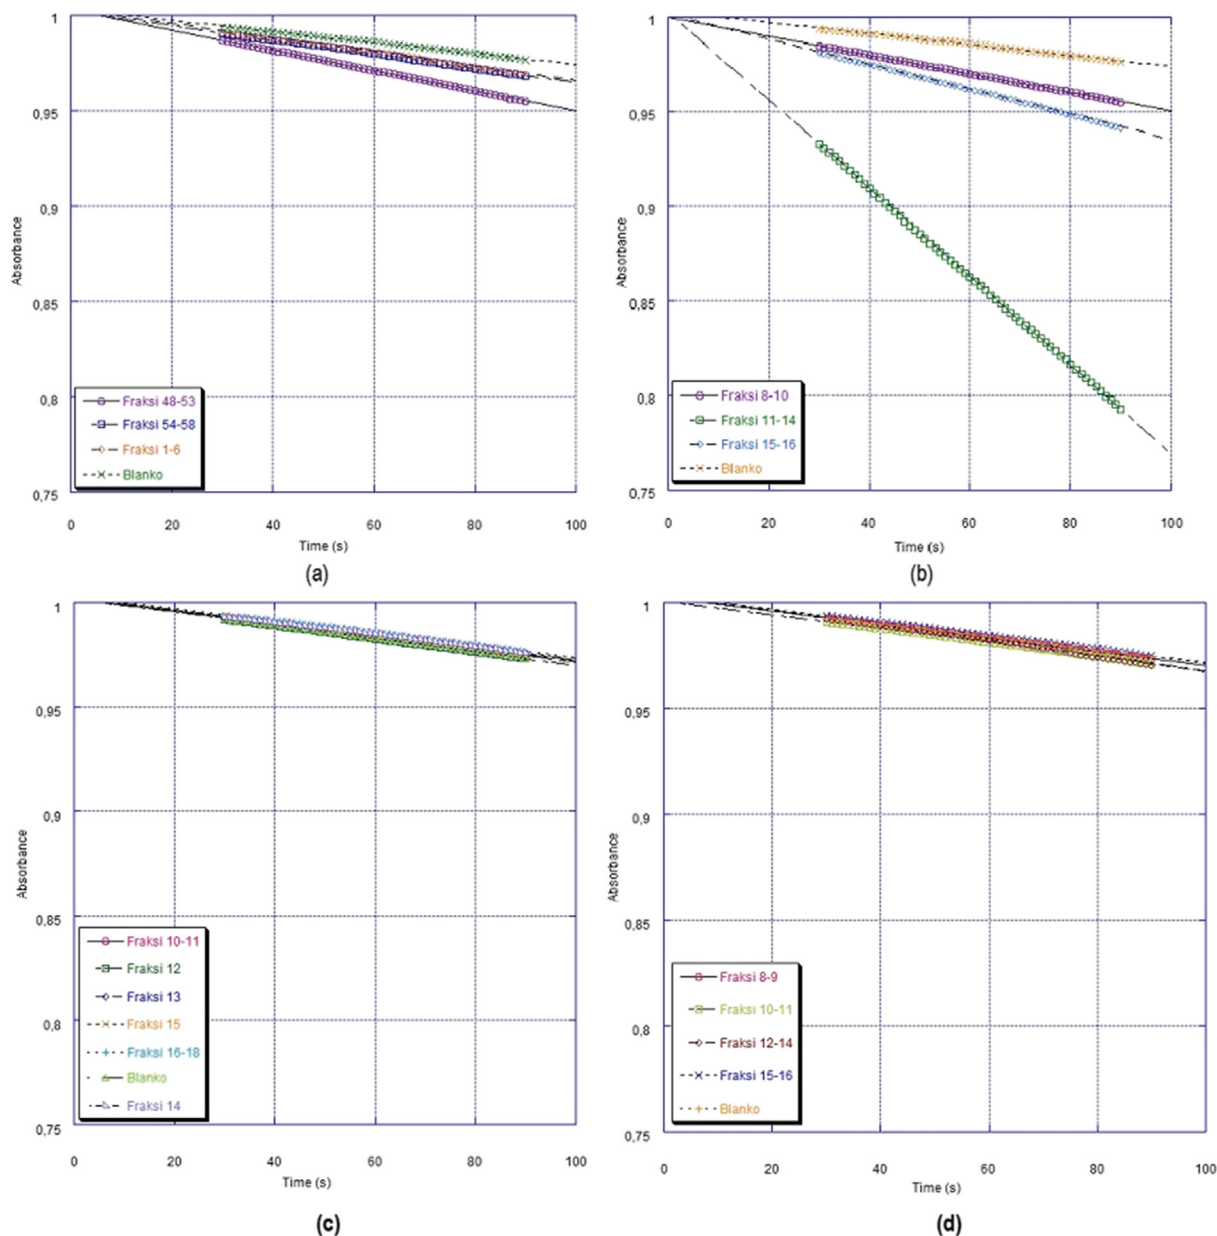 1
0,95
0,9
0,85
0,8
0,75
Absorbance
Fraksi 48-53
Fraksi 54-58
Fraksi 1-6
Blanko
0 20 40 60 80 100
Time (s)
(a)
1
0,95
0,9
0,85
0,8
0,75
Absorbance
Fraksi 8-10
Fraksi 11-14
Fraksi 15-16
Blanko
0 20 40 60 80 100
Time (s)
(b)
1
0,95
0,9
0,85
0,8
0,75
Absorbance
Fraksi 10-11
Fraksi 12
Fraksi 13
Fraksi 15
Fraksi 16-18
Blanko
Fraksi 14
0 20 40 60 80 100
Time (s)
(c)
1
0,95
0,9
0,85
0,8
0,75
Absorbance
Fraksi 8-9
Fraksi 10-11
Fraksi 12-14
Fraksi 15-16
Blanko
0 20 40 60 80 100
Time (s)
(d)